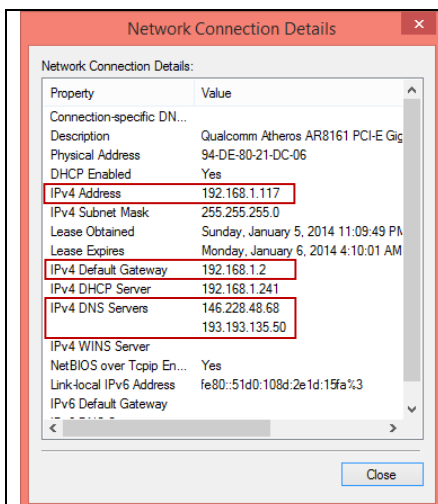 Network Connection Details
x
Network Connection Details:
Property Value
Connection-specific DN...
Description Qualcomm Atheros AR8161 PCI-E Gig
Physical Address 94-DE-80-21-DC-06
DHCP Enabled Yes
IPv4 Address 192.168.1.117
IPv4 Subnet Mask 255.255.255.0
Lease Obtained Sunday, January 5, 2014 11:09:49 PM
Lease Expires Monday, January 6, 2014 4:10:01 AM
IPv4 Default Gateway 192.168.1.2
IPv4 DHCP Server 192.168.1.241
IPv4 DNS Servers 146.228.48.68
193.193.135.50
IPv4 WINS Server
NetBIOS over Tcpip En... Yes
Link-local IPv6 Address fe80::51d0:108d:2e1d:15fa%3
IPv6 Default Gateway
Close